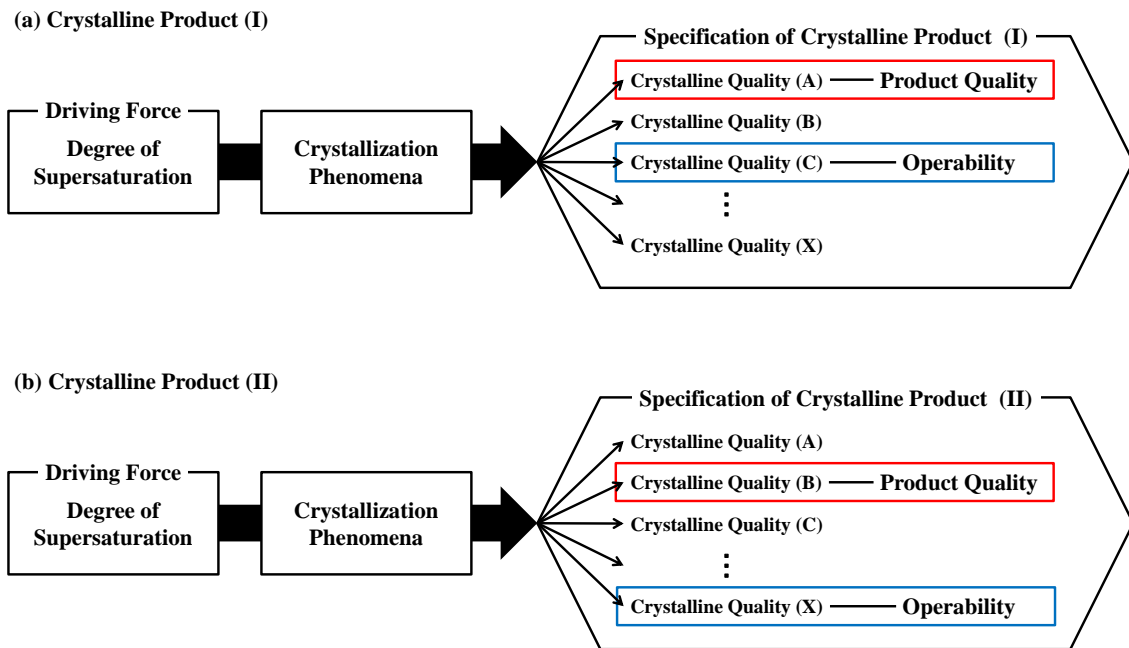 (a) Crystalline Product (I)
Specification of Crystalline Product (I)
Crystalline Quality (A) Product Quality
Driving Force
Degree of
Supersaturation
Crystallization
Phenomena
Crystalline Quality (B)
Crystalline Quality (C) Operability
⋮
Crystalline Quality (X)
(b) Crystalline Product (II)
Specification of Crystalline Product (II)
Crystalline Quality (A)
Driving Force
Degree of
Supersaturation
Crystallization
Phenomena
Crystalline Quality (B) Product Quality
Crystalline Quality (C)
⋮
Crystalline Quality (X) Operability